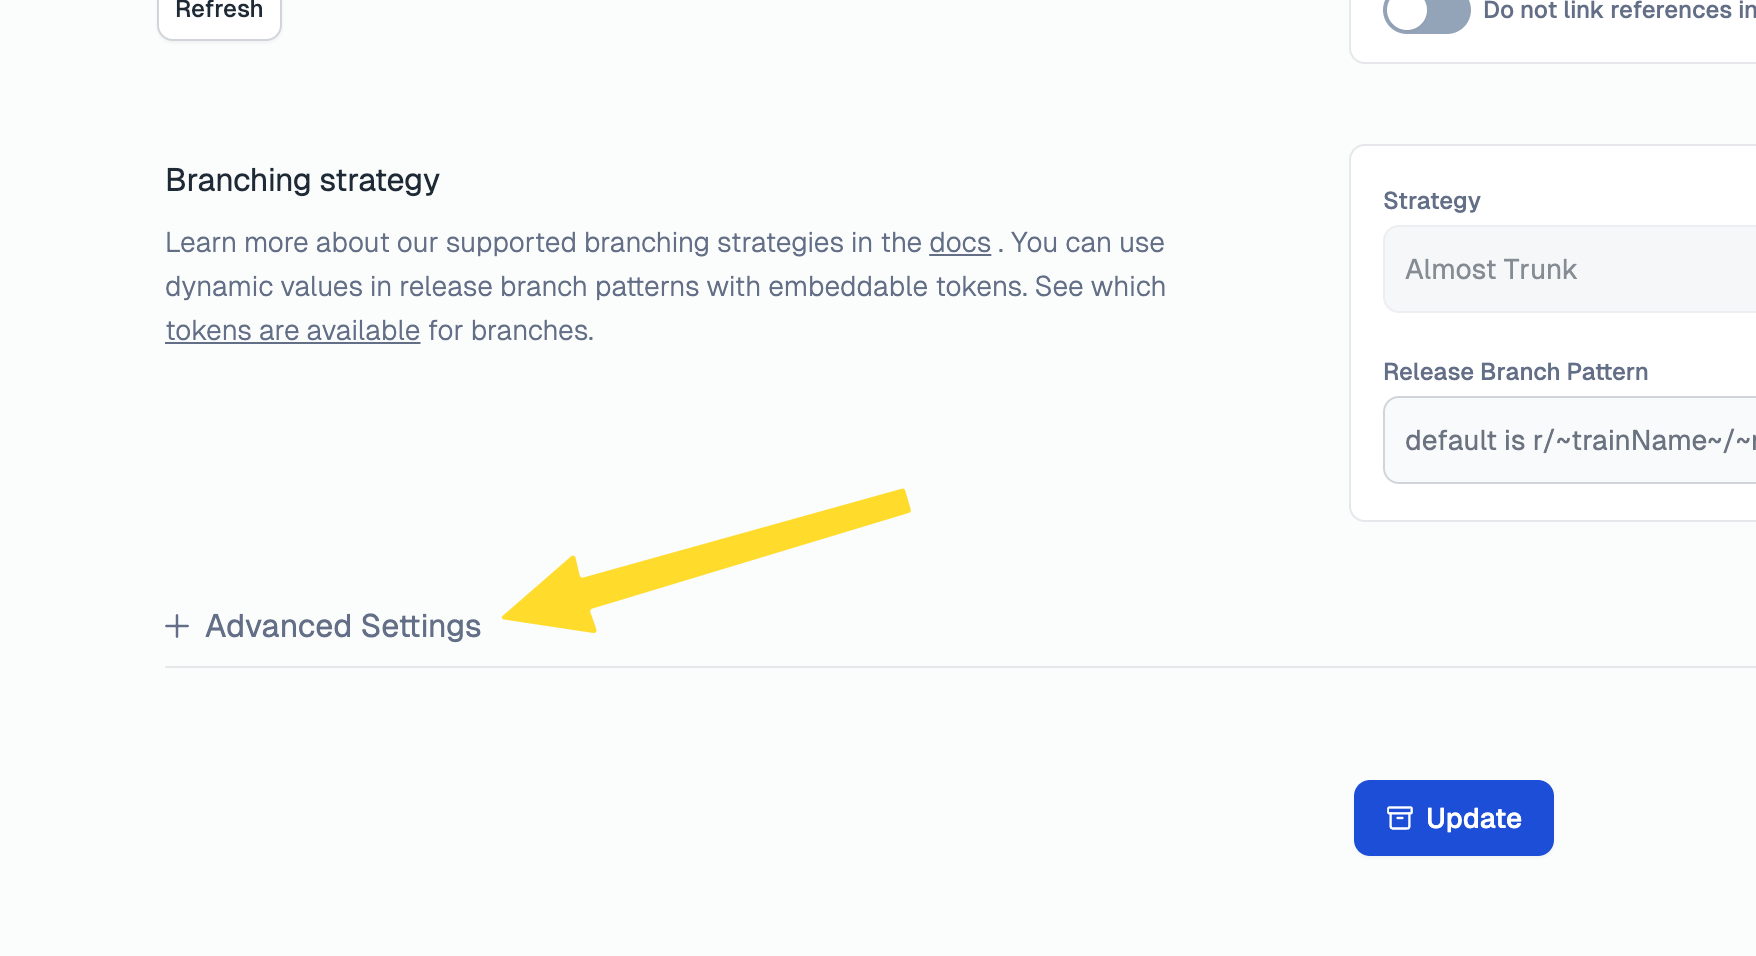 Refresh
Do not link references in
Branching strategy
Learn more about our supported branching strategies in the docs . You can use
dynamic values in release branch patterns with embeddable tokens. See which
tokens are available for branches.
Strategy
Almost Trunk
Release Branch Pattern
default is r/~trainName~/~
+ Advanced Settings
Update